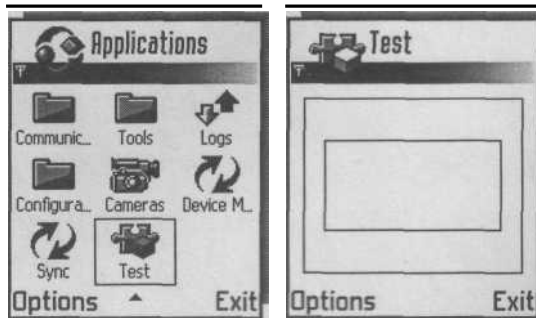 Applications
Communic...
Tools
Logs
Configura...
Cameras
Device M...
Sync
Test
Options
Exit
Test
Options
Exit